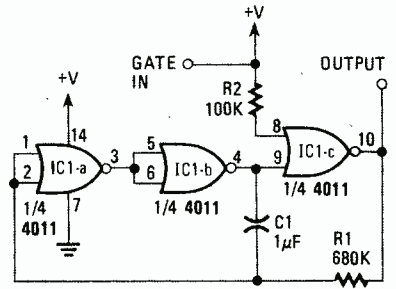 +V
GATE IN
R2
100K
OUTPUT
+V
14
1
2
IC1-a
3
7
1/4
4011
5
6
IC1-b
4
1/4 4011
8
9
IC1-c
10
1/4 4011
C1
1µF
R1
680K